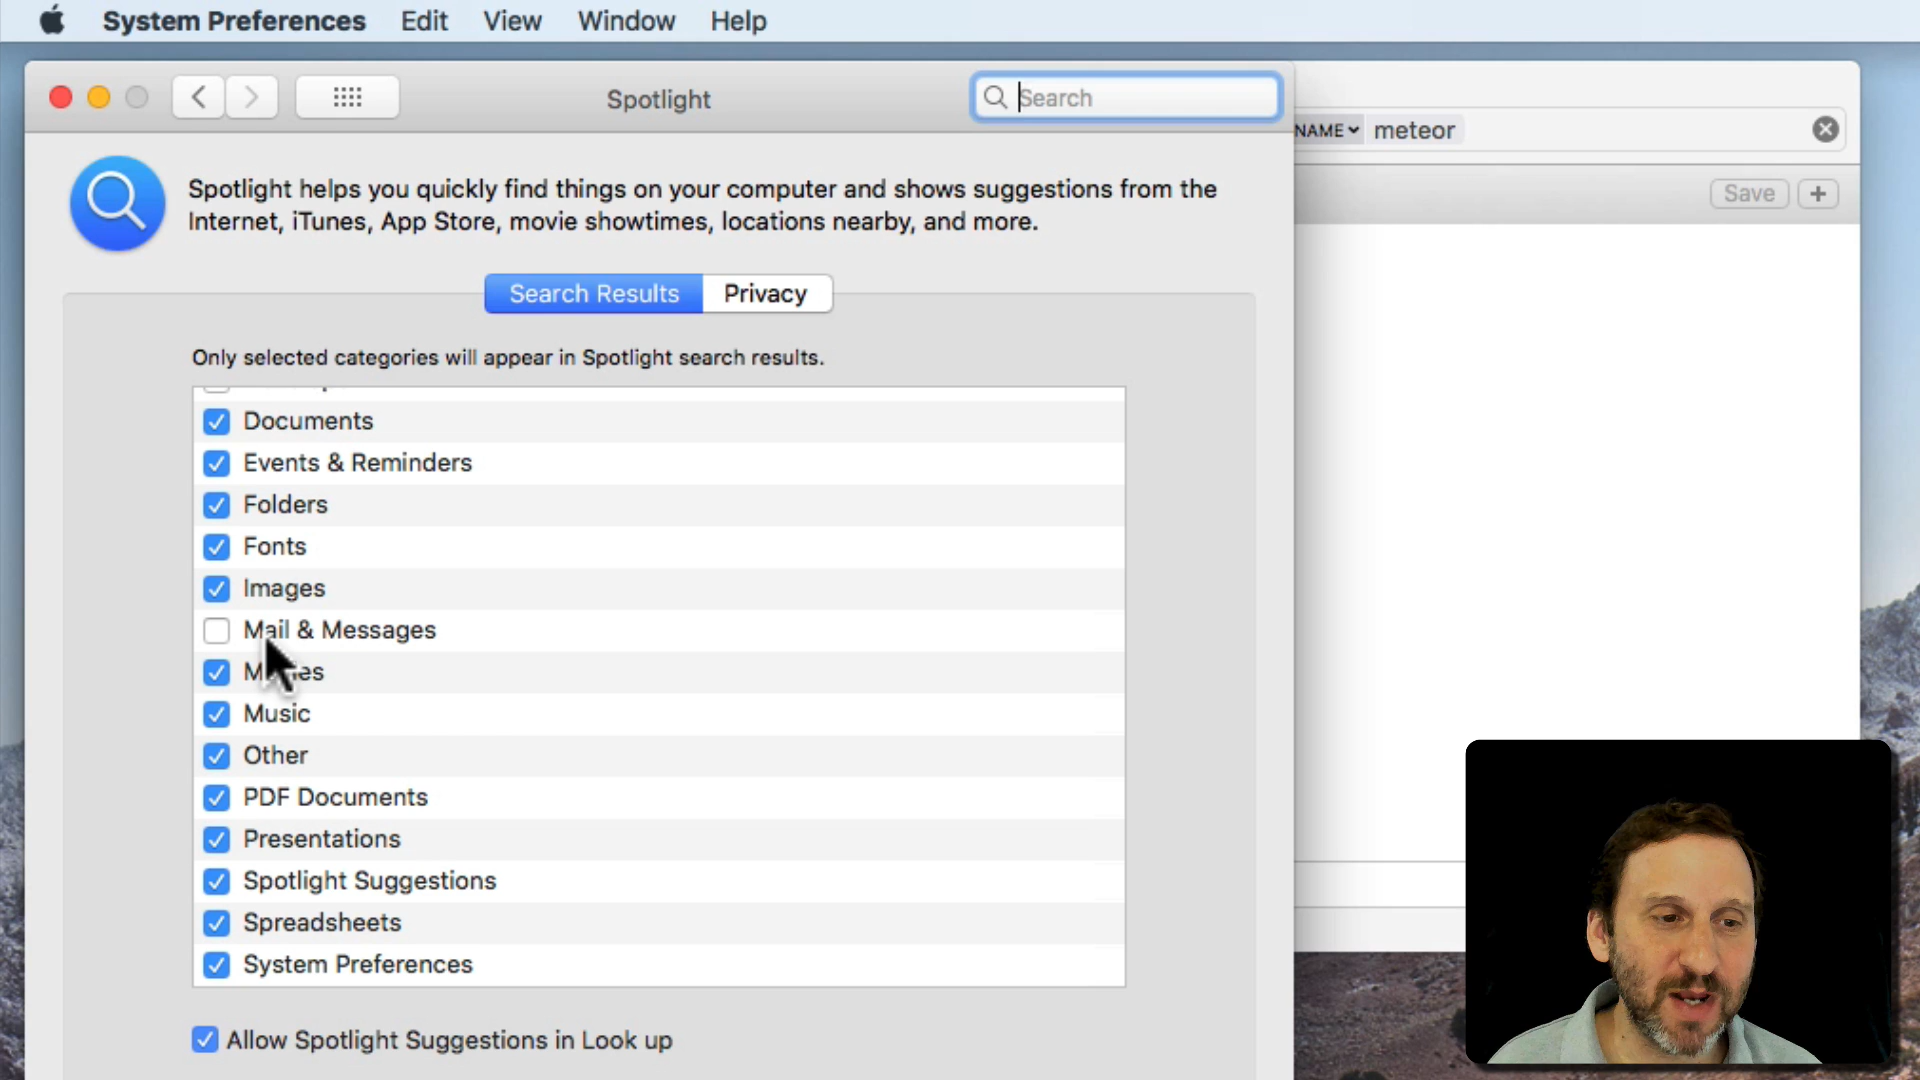 System Preferences Edit View Window Help
Spotlight
Search
NAME meteor
Save +
Spotlight helps you quickly find things on your computer and shows suggestions from the
Internet, iTunes, App Store, movie showtimes, locations nearby, and more.
Search Results Privacy
Only selected categories will appear in Spotlight search results.
Documents
Events & Reminders
Folders
Fonts
Images
Mail & Messages
Music
Other
PDF Documents
Presentations
Spotlight Suggestions
Spreadsheets
System Preferences
Allow Spotlight Suggestions in Look up